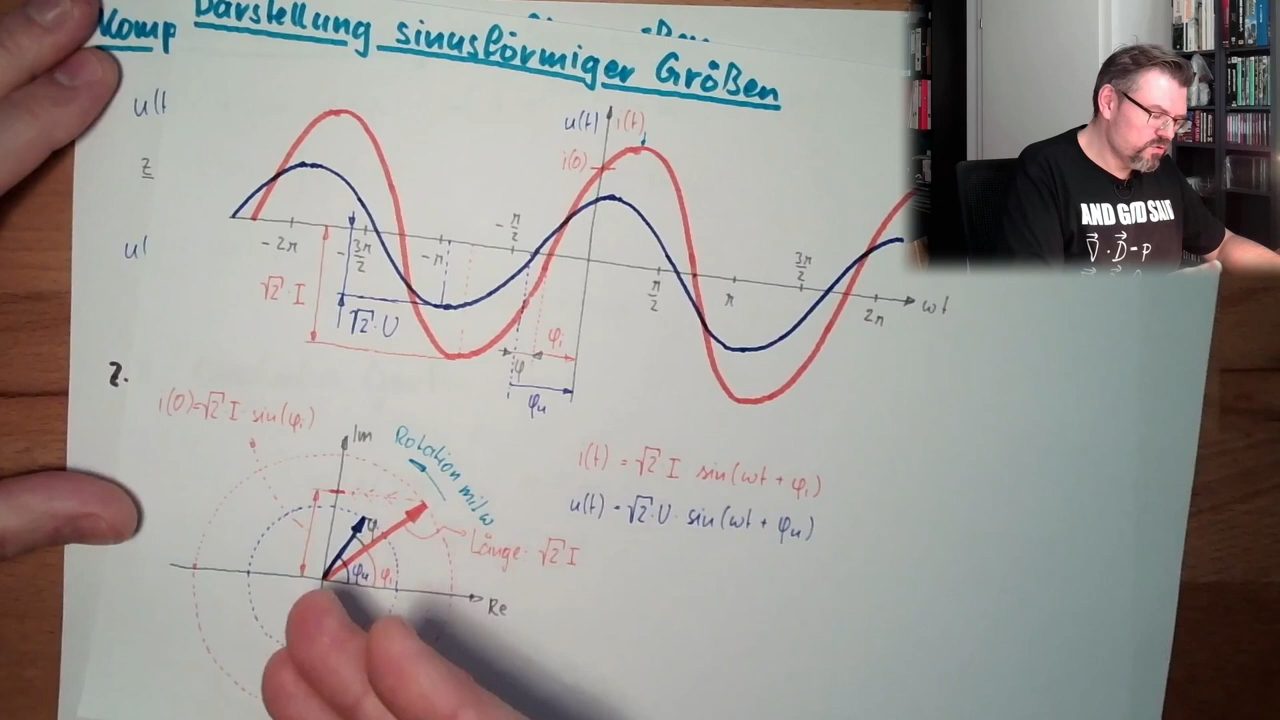 Komp
Darstellung sinusförmiger Größen
u(t
z
u(
u(t) i(t)
i(0)
-2π
-3π/2
-π
-π/2
π/2
π
3π/2
2π
ωt
√2·I
√2·U
φ
φi
φu
2.
i(0)=√2·I·sin(φi)
Im
Rotation mit ω
φ
φu φi
Länge √2 I
Re
i(t) = √2 I sin(ωt + φi)
u(t) = √2·U·sin(ωt + φu)
AND GOD SAID
∇⃗ · D⃗ = ρ